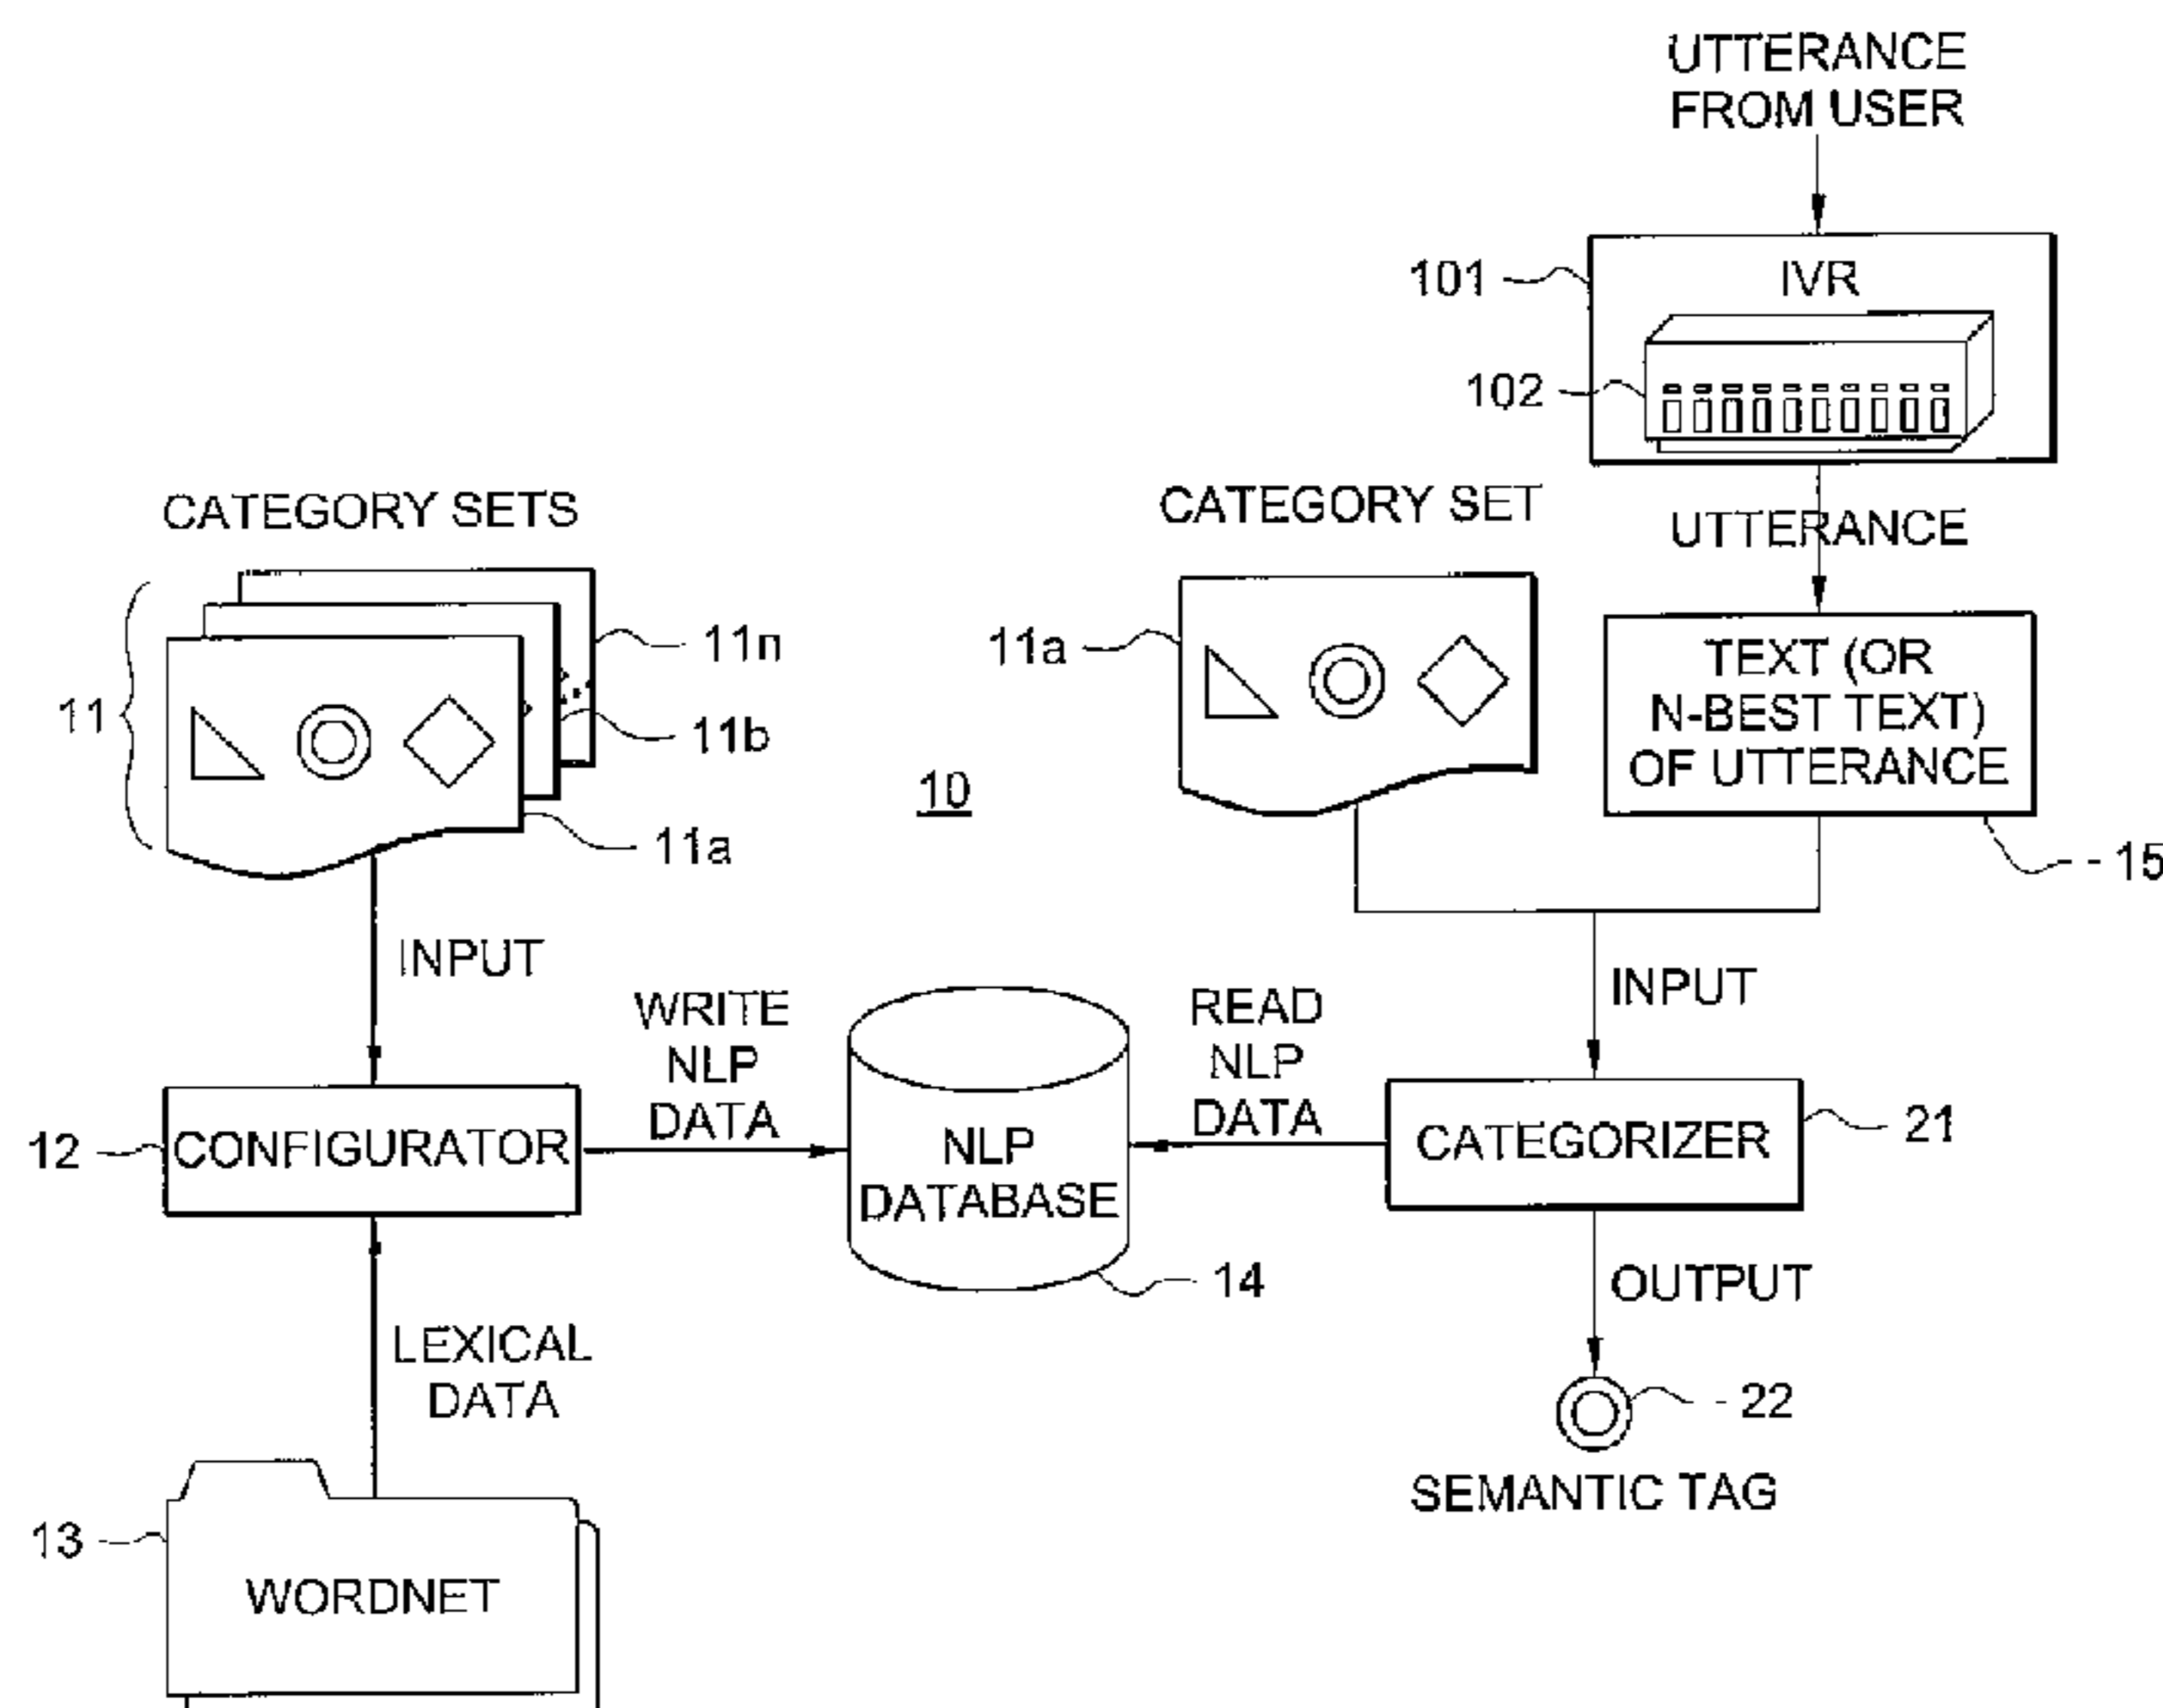 UTTERANCE
FROM USER
101
IVR
102
CATEGORY SETS
CATEGORY SET
UTTERANCE
11
11n
11b
11a
10
11a
TEXT (OR
N-BEST TEXT)
OF UTTERANCE
15
INPUT
INPUT
WRITE
NLP
DATA
READ
NLP
DATA
12
CONFIGURATOR
NLP
DATABASE
14
CATEGORIZER
21
OUTPUT
LEXICAL
DATA
22
SEMANTIC TAG
13
WORDNET